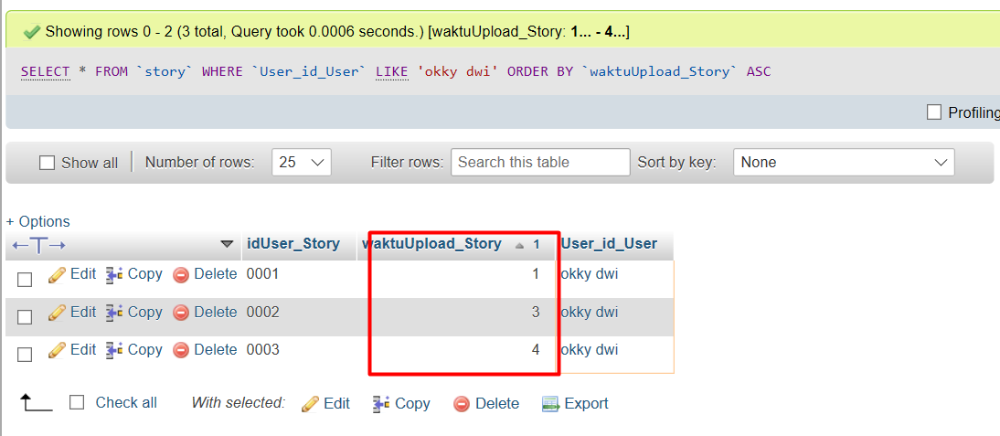 Showing rows 0 - 2 (3 total, Query took 0.0006 seconds.) [waktuUpload_Story: 1... - 4...]
SELECT * FROM `story` WHERE `User_id_User` LIKE 'okky dwi' ORDER BY `waktuUpload_Story` ASC
Profiling
Show all Number of rows: 25 Filter rows: Search this table Sort by key: None
+ Options
←T→ idUser_Story waktuUpload_Story 1 User_id_User
Edit Copy Delete 0001 1 okky dwi
Edit Copy Delete 0002 3 okky dwi
Edit Copy Delete 0003 4 okky dwi
Check all With selected: Edit Copy Delete Export